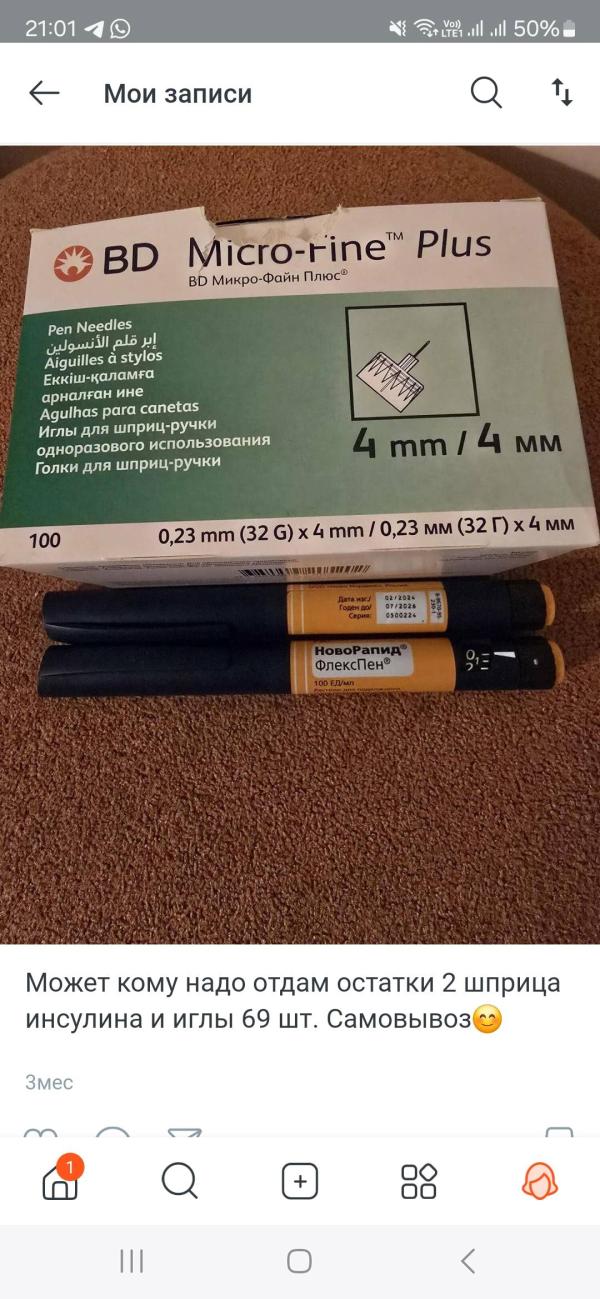 21:01
Vo))
LTE1
50%
Мои записи
BD Micro-Fine™ Plus
BD Микро-Файн Плюс®
Pen Needles
إبر قلم الأنسولين
Aiguilles à stylos
Еккіш-қаламға
арналған ине
Agulhas para canetas
Иглы для шприц-ручки
одноразового использования
Голки для шприц-ручки
4 mm / 4 мм
100
0,23 mm (32 G) x 4 mm / 0,23 мм (32 Г) x 4 мм
Дата изг./ 02/2024
Годен до/ 07/2026
Серия: 0500224
НовоРапид®
ФлексПен®
100 ЕД/мл
Может кому надо отдам остатки 2 шприца
инсулина и иглы 69 шт. Самовывоз😊
3мес
1